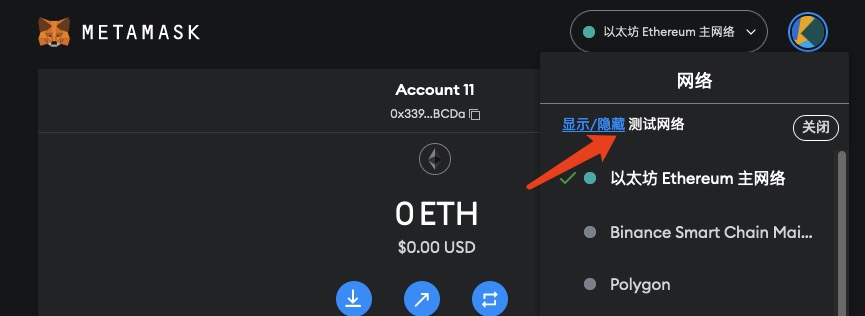 METAMASK
以太坊 Ethereum 主网络
Account 11
0x339...BCDa
0 ETH
$0.00 USD
网络
显示/隐藏 测试网络
关闭
以太坊 Ethereum 主网络
Binance Smart Chain Mai...
Polygon